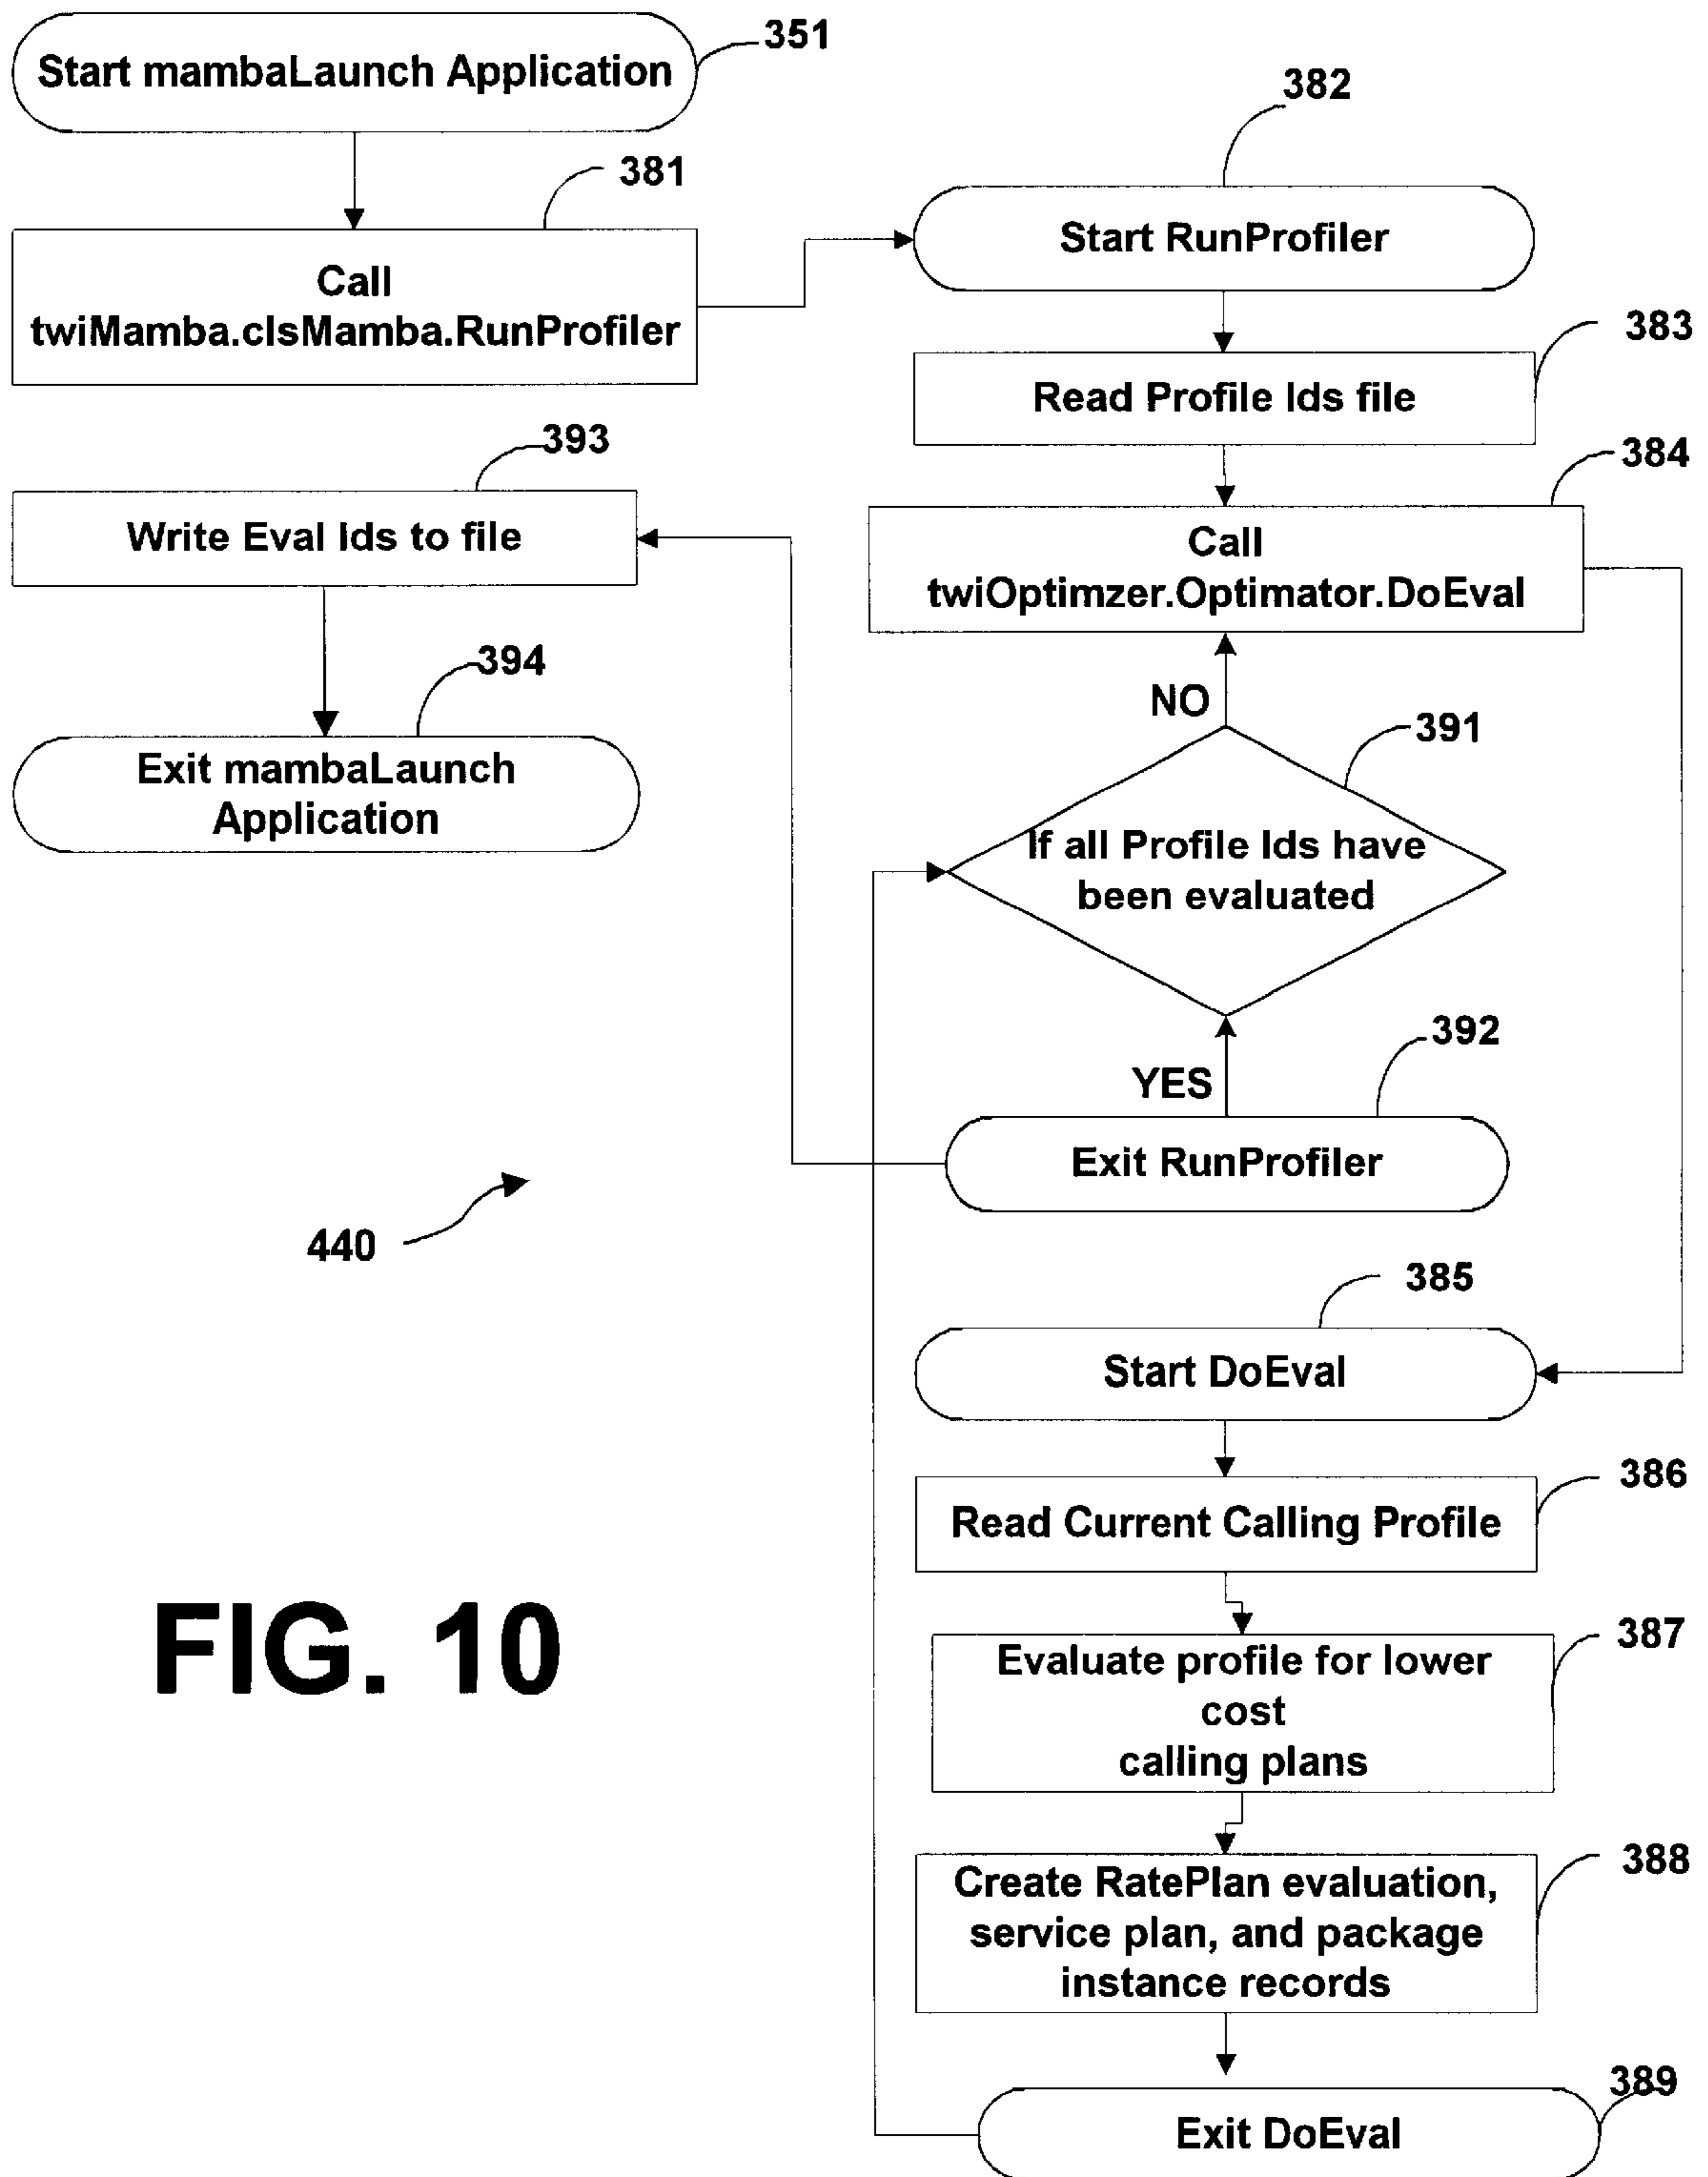 Start mambaLaunch Application
351
381
Call
twiMamba.clsMamba.RunProfiler
382
Start RunProfiler
383
Read Profile Ids file
384
Call
twiOptimzer.Optimator.DoEval
393
Write Eval Ids to file
394
Exit mambaLaunch
Application
NO
391
If all Profile Ids have
been evaluated
YES
392
Exit RunProfiler
440
385
Start DoEval
386
Read Current Calling Profile
387
Evaluate profile for lower
cost
calling plans
388
Create RatePlan evaluation,
service plan, and package
instance records
389
Exit DoEval
FIG. 10